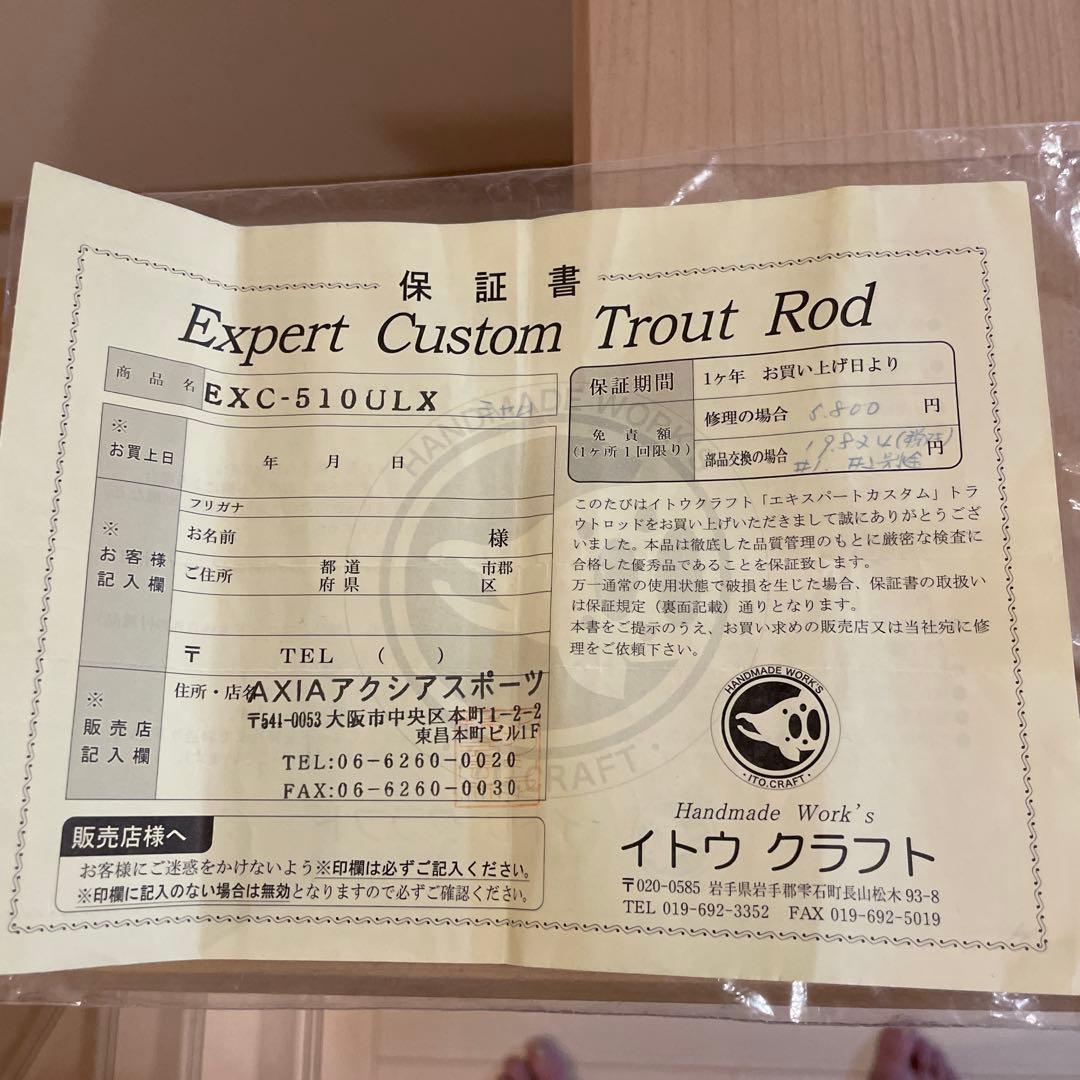 保証書
Expert Custom Trout Rod
商品名 EXC-510ULX
保証期間 1ヶ年 お買い上げ日より
免責額 (1ヶ所1回限り)
修理の場合 8.800 円
部品交換の場合 19.824 円
※ お買上日 年 月 日
※ お客様記入欄
フリガナ
お名前 様
ご住所 都道府県 市郡区
〒 TEL ( )
※ 販売店記入欄
住所・店名 AXIAアクシアスポーツ
〒541-0053 大阪市中央区本町1-2-2
東昌本町ビル1F
TEL:06-6260-0020
FAX:06-6260-0030
販売店様へ
お客様にご迷惑をかけないよう※印欄は必ずご記入ください。
※印欄に記入のない場合は無効となりますので必ずご確認ください。
このたびはイトウクラフト「エキスパートカスタム」トラ
ウトロッドをお買い上げいただきまして誠にありがとうござ
いました。本品は徹底した品質管理のもとに厳密な検査に
合格した優秀品であることを保証致します。
万一通常の使用状態で破損を生じた場合、保証書の取扱い
は保証規定（裏面記載）通りとなります。
本書をご提示のうえ、お買い求めの販売店又は当社宛に修
理をご依頼下さい。
HANDMADE WORK'S
・ITO.CRAFT・
Handmade Work's
イトウ クラフト
〒020-0585 岩手県岩手郡雫石町長山松木93-8
TEL 019-692-3352 FAX 019-692-5019
HANDMADE WORK'S
ITO.CRAFT・